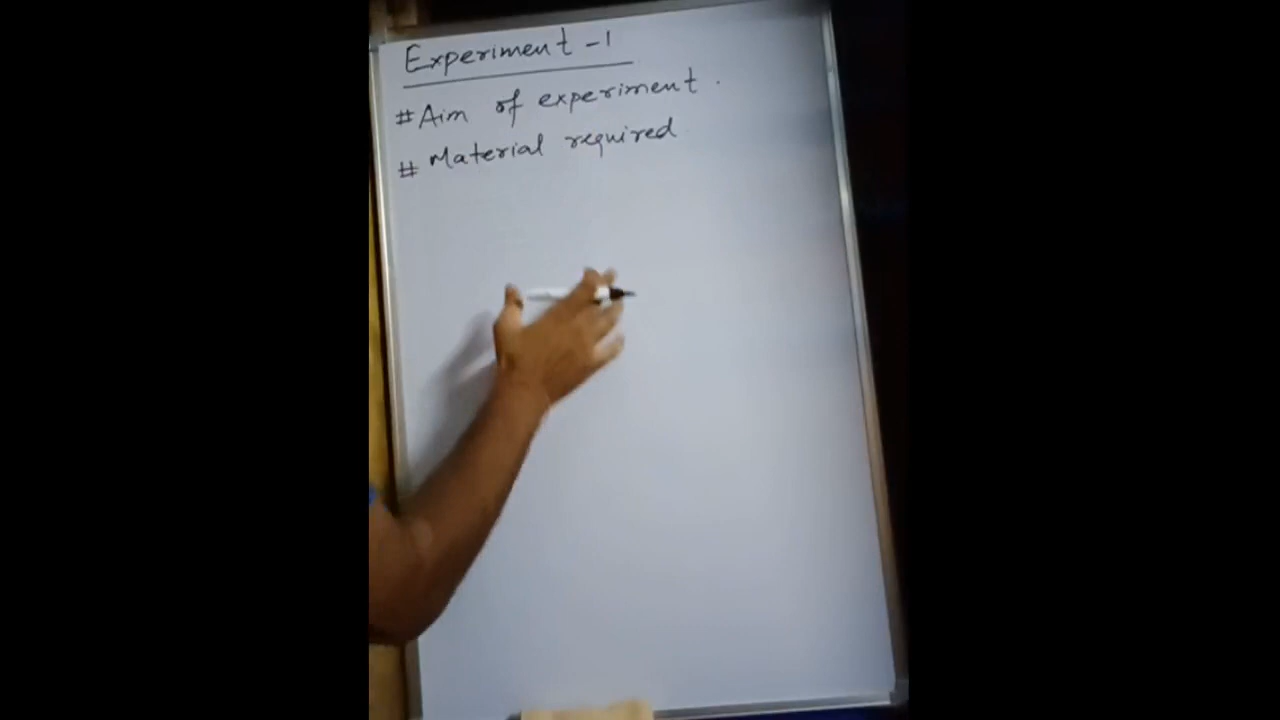 Experiment - 1
# Aim of experiment.
# Material required